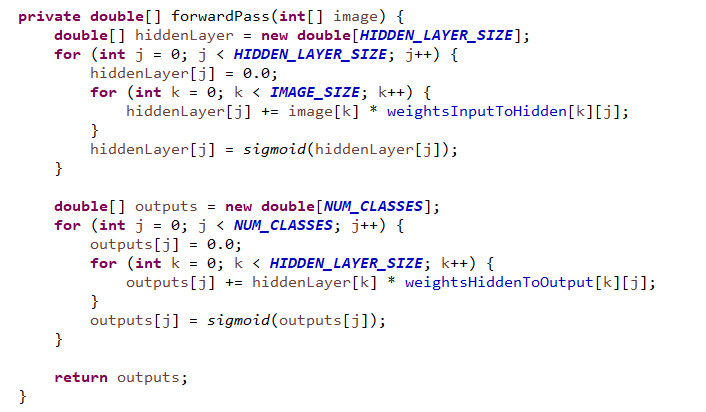 private double[] forwardPass(int[] image) {
    double[] hiddenLayer = new double[HIDDEN_LAYER_SIZE];
    for (int j = 0; j < HIDDEN_LAYER_SIZE; j++) {
        hiddenLayer[j] = 0.0;
        for (int k = 0; k < IMAGE_SIZE; k++) {
            hiddenLayer[j] += image[k] * weightsInputToHidden[k][j];
        }
        hiddenLayer[j] = sigmoid(hiddenLayer[j]);
    }

    double[] outputs = new double[NUM_CLASSES];
    for (int j = 0; j < NUM_CLASSES; j++) {
        outputs[j] = 0.0;
        for (int k = 0; k < HIDDEN_LAYER_SIZE; k++) {
            outputs[j] += hiddenLayer[k] * weightsHiddenToOutput[k][j];
        }
        outputs[j] = sigmoid(outputs[j]);
    }

    return outputs;
}